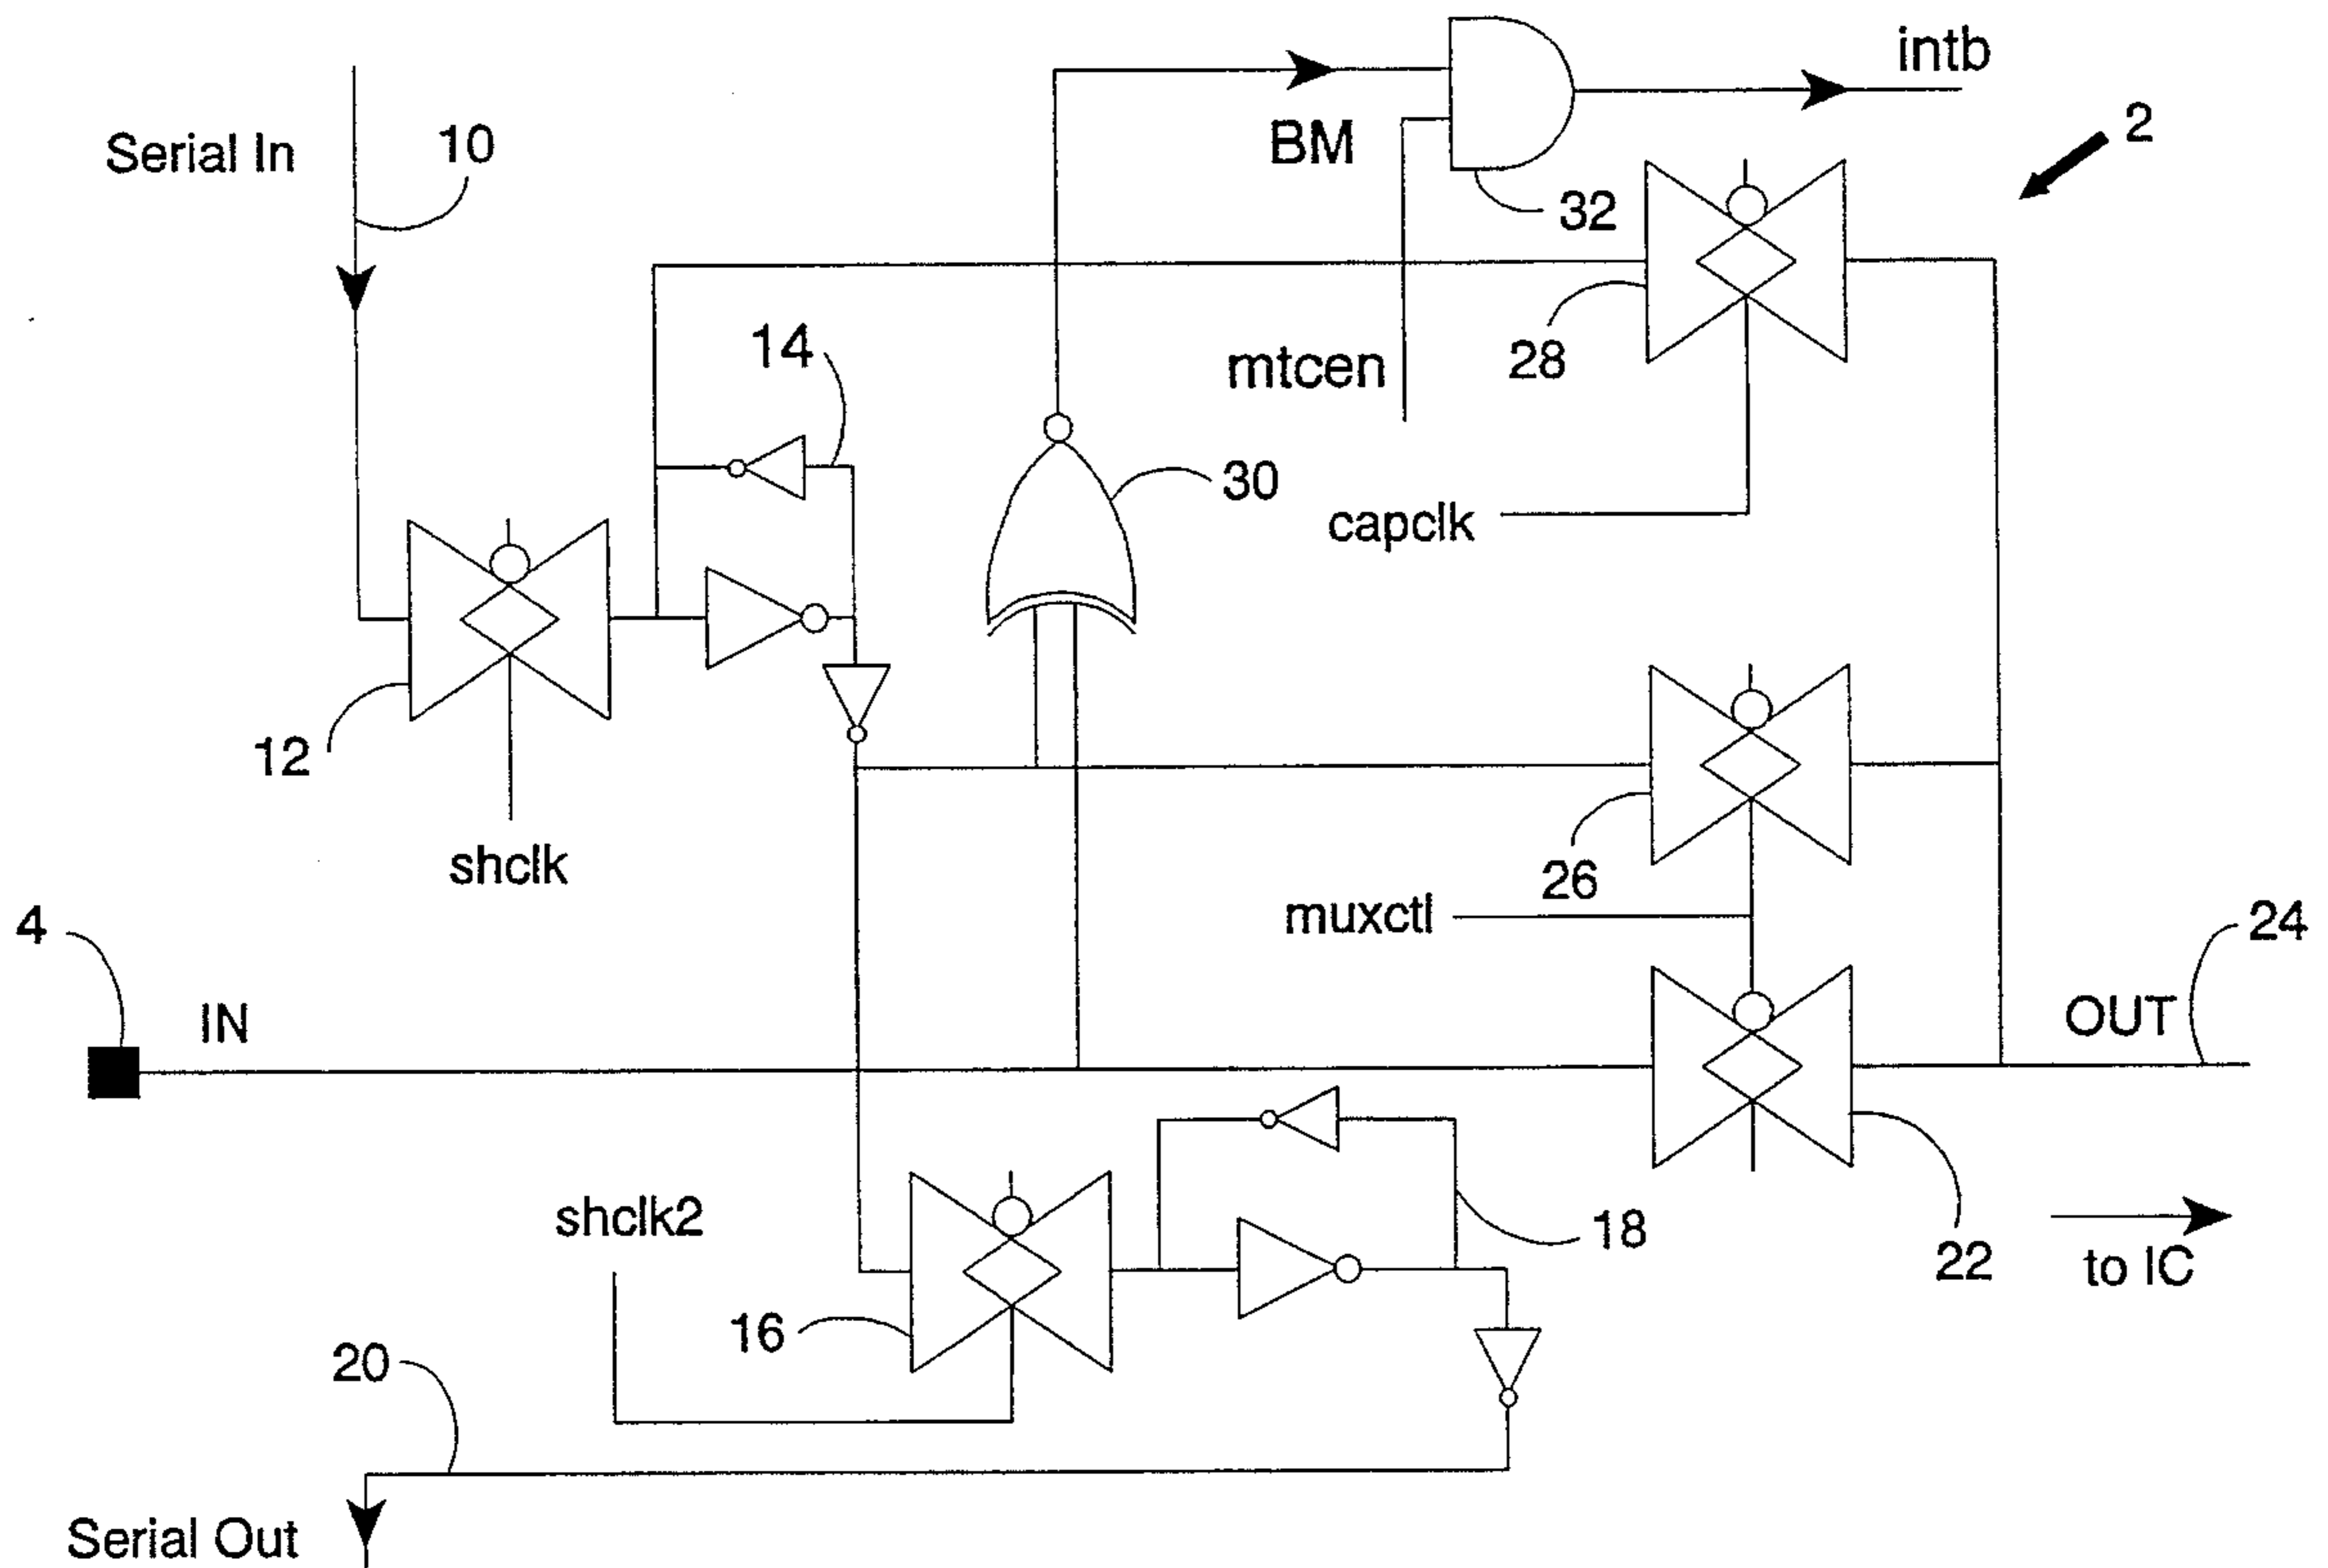 intb
2
Serial In
10
BM
32
14
mtcen
28
30
capclk
12
shclk
26
muxctl
4
24
IN
OUT
shclk2
18
22
to IC
16
20
Serial Out